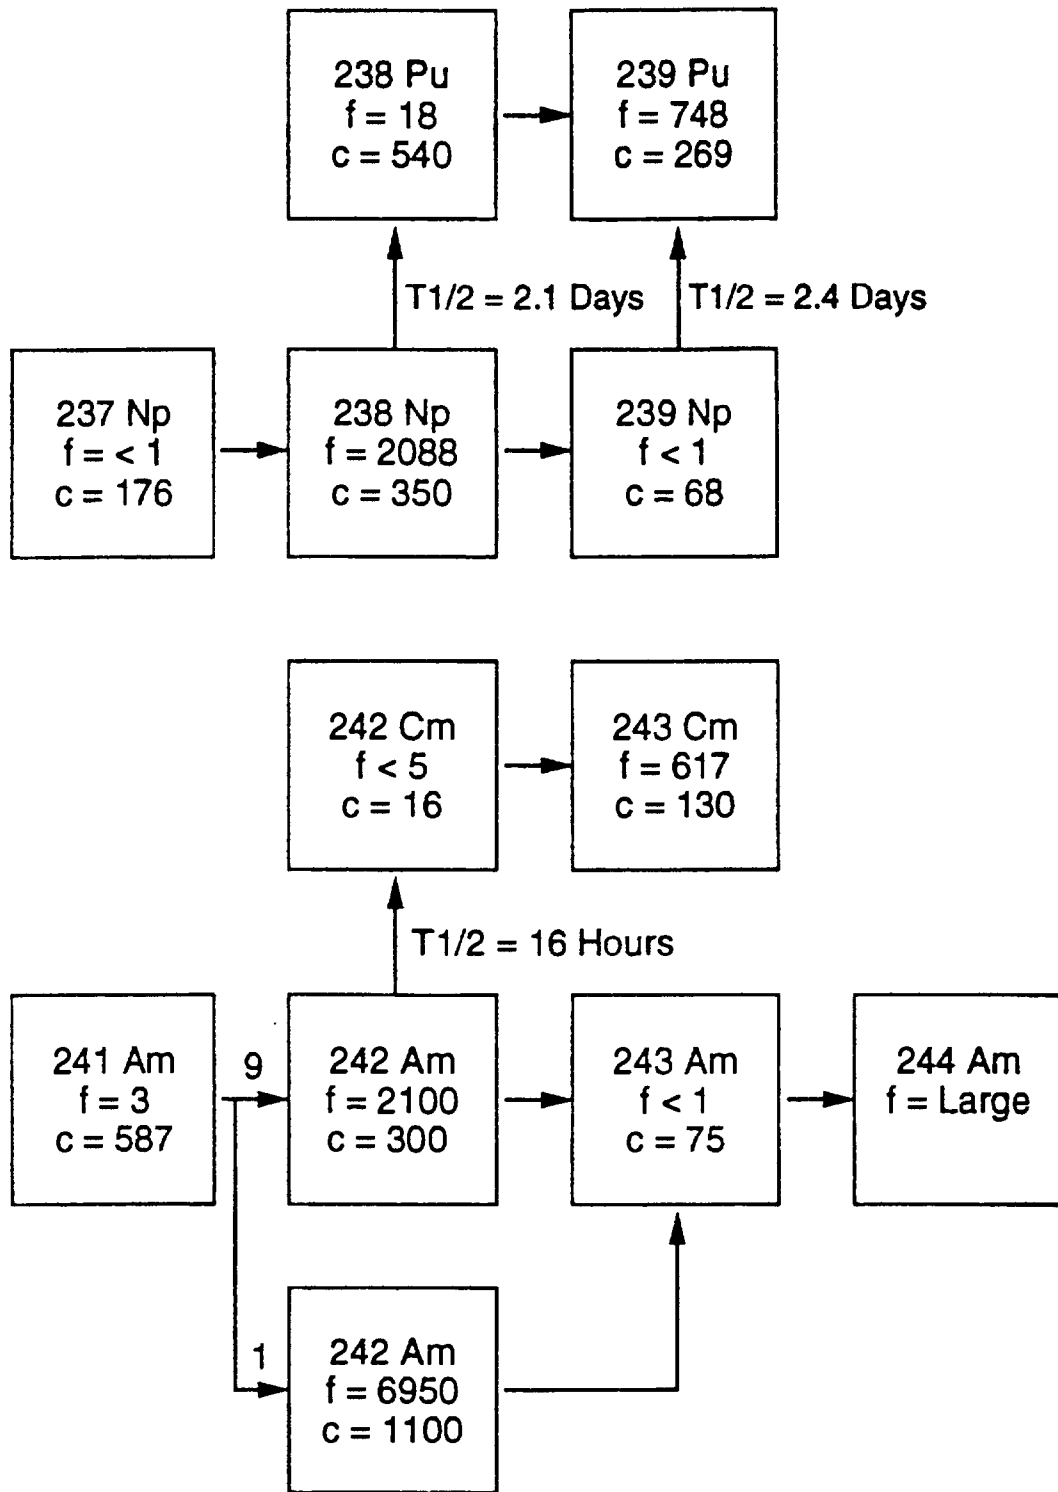 238 Pu
f = 18
c = 540
239 Pu
f = 748
c = 269
T1/2 = 2.1 Days
T1/2 = 2.4 Days
237 Np
f = < 1
c = 176
238 Np
f = 2088
c = 350
239 Np
f < 1
c = 68
242 Cm
f < 5
c = 16
243 Cm
f = 617
c = 130
T1/2 = 16 Hours
241 Am
f = 3
c = 587
9
242 Am
f = 2100
c = 300
243 Am
f < 1
c = 75
244 Am
f = Large
1
242 Am
f = 6950
c = 1100